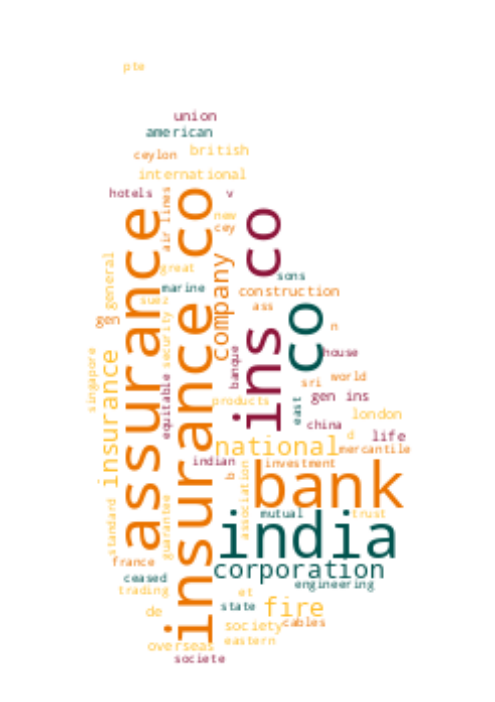 pte
union
american
ceylon
british
international
hotels
v
air lines
assurance
insurance co
new
cey
ins co
great
general
marine
sons
suez
construction
ass
company
gen
co
n
security
house
banque
singapore
insurance
equitable
sri
world
products
east
gen ins
london
china
d
life
national
mercantile
indian
investment
b
bank
association
standard
guarantee
mutual
trust
india
france
corporation
ceased
engineering
trading
et
de
state
fire
society
cables
overseas
eastern
societe